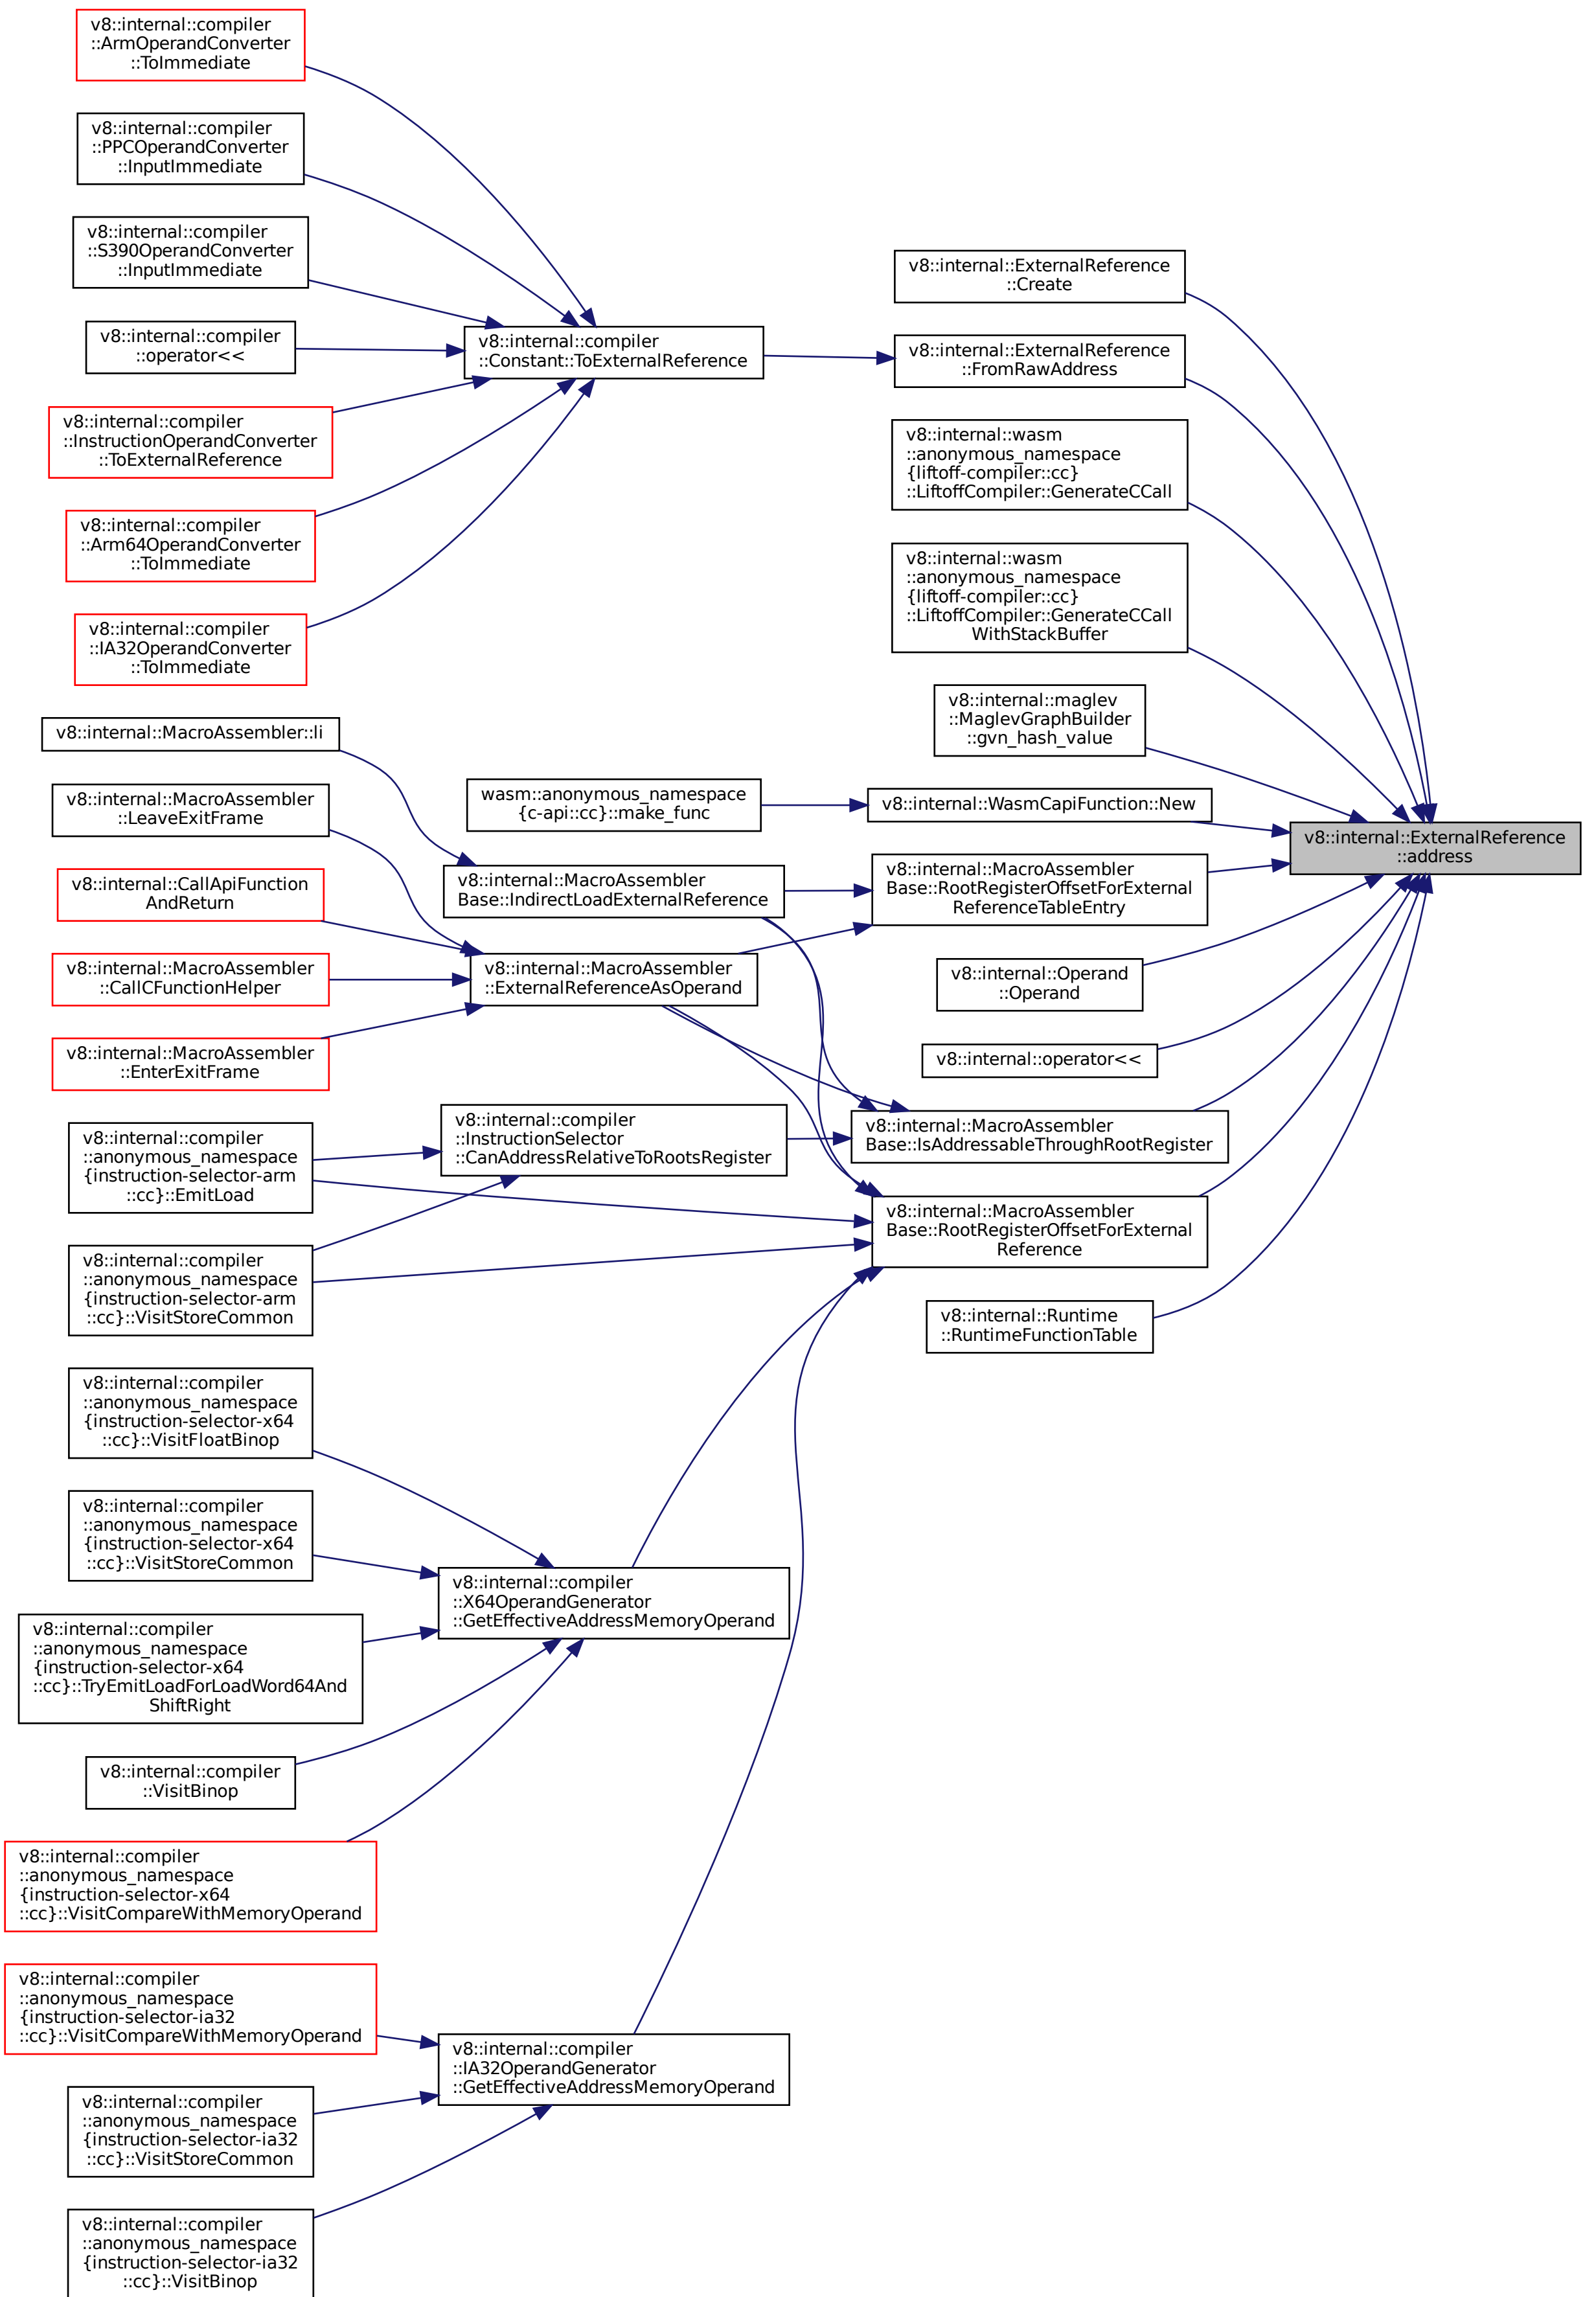 v8::internal::compiler
::ArmOperandConverter
::ToImmediate
v8::internal::compiler
::PPCOperandConverter
::InputImmediate
v8::internal::compiler
::S390OperandConverter
::InputImmediate
v8::internal::compiler
::operator<<
v8::internal::compiler
::InstructionOperandConverter
::ToExternalReference
v8::internal::compiler
::Arm64OperandConverter
::ToImmediate
v8::internal::compiler
::IA32OperandConverter
::ToImmediate
v8::internal::MacroAssembler::li
v8::internal::MacroAssembler
::LeaveExitFrame
v8::internal::CallApiFunction
AndReturn
v8::internal::MacroAssembler
::CallCFunctionHelper
v8::internal::MacroAssembler
::EnterExitFrame
v8::internal::compiler
::anonymous_namespace
{instruction-selector-arm
::cc}::EmitLoad
v8::internal::compiler
::anonymous_namespace
{instruction-selector-arm
::cc}::VisitStoreCommon
v8::internal::compiler
::anonymous_namespace
{instruction-selector-x64
::cc}::VisitFloatBinop
v8::internal::compiler
::anonymous_namespace
{instruction-selector-x64
::cc}::VisitStoreCommon
v8::internal::compiler
::anonymous_namespace
{instruction-selector-x64
::cc}::TryEmitLoadForLoadWord64And
ShiftRight
v8::internal::compiler
::VisitBinop
v8::internal::compiler
::anonymous_namespace
{instruction-selector-x64
::cc}::VisitCompareWithMemoryOperand
v8::internal::compiler
::anonymous_namespace
{instruction-selector-ia32
::cc}::VisitCompareWithMemoryOperand
v8::internal::compiler
::anonymous_namespace
{instruction-selector-ia32
::cc}::VisitStoreCommon
v8::internal::compiler
::anonymous_namespace
{instruction-selector-ia32
::cc}::VisitBinop
v8::internal::compiler
::Constant::ToExternalReference
wasm::anonymous_namespace
{c-api::cc}::make_func
v8::internal::MacroAssembler
Base::IndirectLoadExternalReference
v8::internal::MacroAssembler
::ExternalReferenceAsOperand
v8::internal::compiler
::InstructionSelector
::CanAddressRelativeToRootsRegister
v8::internal::compiler
::X64OperandGenerator
::GetEffectiveAddressMemoryOperand
v8::internal::compiler
::IA32OperandGenerator
::GetEffectiveAddressMemoryOperand
v8::internal::ExternalReference
::Create
v8::internal::ExternalReference
::FromRawAddress
v8::internal::wasm
::anonymous_namespace
{liftoff-compiler::cc}
::LiftoffCompiler::GenerateCCall
v8::internal::wasm
::anonymous_namespace
{liftoff-compiler::cc}
::LiftoffCompiler::GenerateCCall
WithStackBuffer
v8::internal::maglev
::MaglevGraphBuilder
::gvn_hash_value
v8::internal::WasmCapiFunction::New
v8::internal::MacroAssembler
Base::RootRegisterOffsetForExternal
ReferenceTableEntry
v8::internal::Operand
::Operand
v8::internal::operator<<
v8::internal::MacroAssembler
Base::IsAddressableThroughRootRegister
v8::internal::MacroAssembler
Base::RootRegisterOffsetForExternal
Reference
v8::internal::Runtime
::RuntimeFunctionTable
v8::internal::ExternalReference
::address